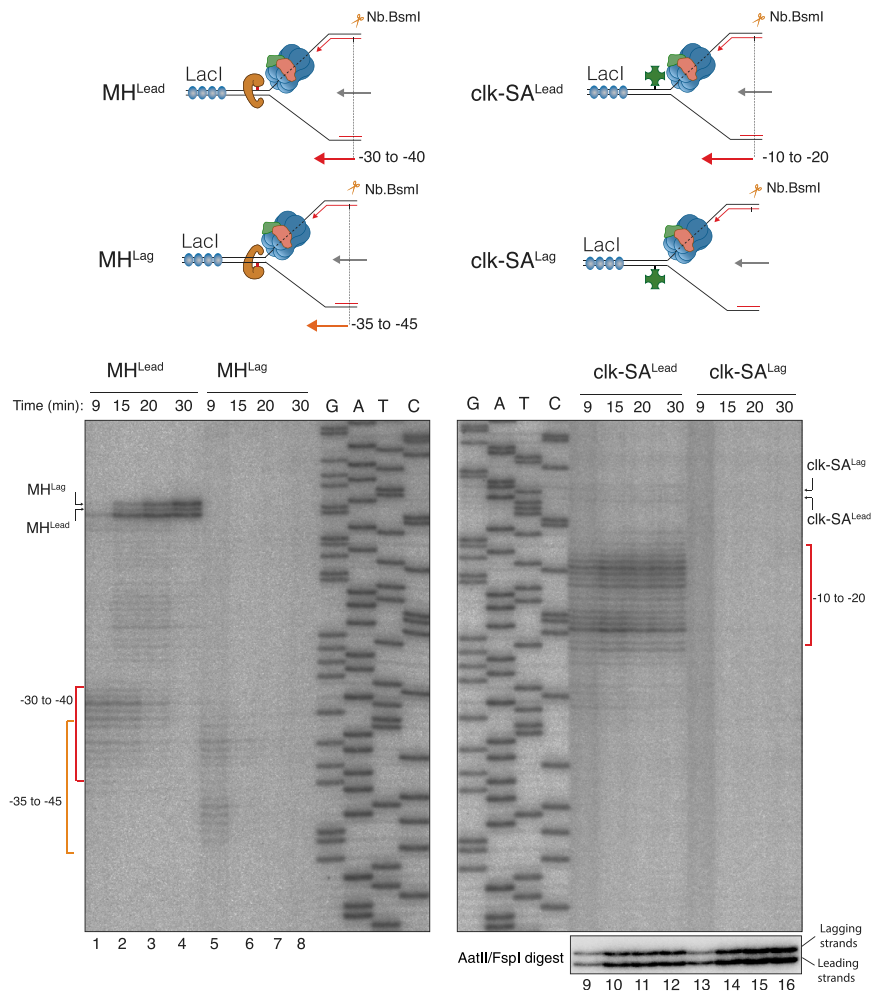 Nb.BsmI
LacI
MH^Lead
-30 to -40
Nb.BsmI
LacI
clk-SA^Lead
-10 to -20
Nb.BsmI
LacI
MH^Lag
-35 to -45
Nb.BsmI
LacI
clk-SA^Lag
MH^Lead MH^Lag
Time (min): 9 15 20 30 9 15 20 30 G A T C
MH^Lag
MH^Lead
-30 to -40
-35 to -45
1 2 3 4 5 6 7 8
clk-SA^Lead clk-SA^Lag
G A T C 9 15 20 30 9 15 20 30
clk-SA^Lag
clk-SA^Lead
-10 to -20
AatII/FspI digest
Lagging
strands
Leading
strands
9 10 11 12 13 14 15 16